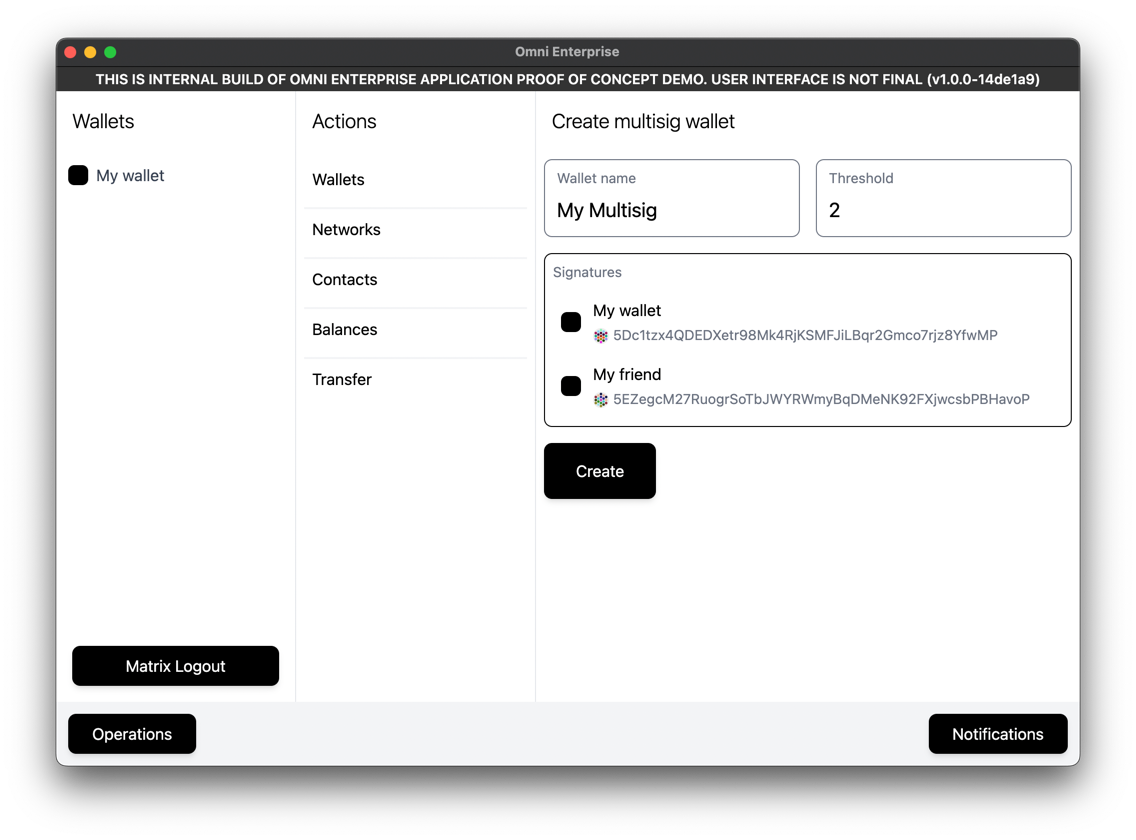 Omni Enterprise
THIS IS INTERNAL BUILD OF OMNI ENTERPRISE APPLICATION PROOF OF CONCEPT DEMO. USER INTERFACE IS NOT FINAL (v1.0.0-14de1a9)
Wallets
My wallet
Matrix Logout
Actions
Wallets
Networks
Contacts
Balances
Transfer
Create multisig wallet
Wallet name
My Multisig
Threshold
2
Signatures
My wallet
5Dc1tzx4QDEDXetr98Mk4RjKSMFJiLBqr2Gmco7rjz8YfwMP
My friend
5EZegcM27RuogrSoTbJWYRWmyBqDMeNK92FXjwcsbPBHavoP
Create
Operations
Notifications